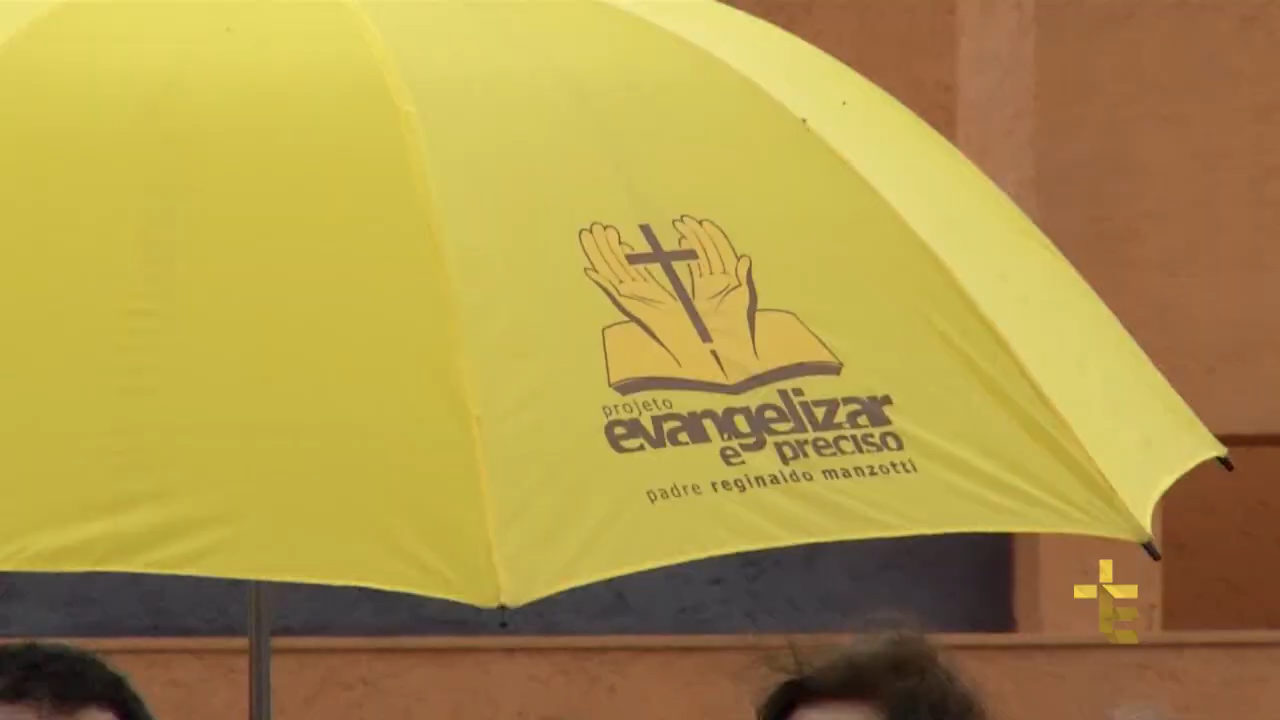 projeto
evangelizar
é preciso
padre reginaldo manzotti